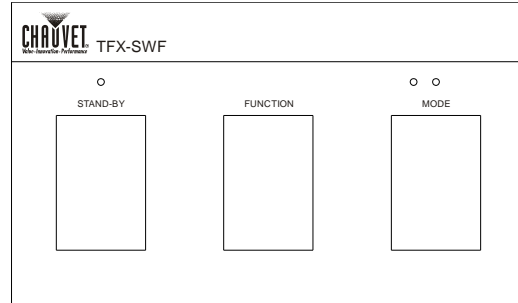 CHAUVET®
Value · Innovation · Performance
TFX-SWF
STAND-BY
FUNCTION
MODE